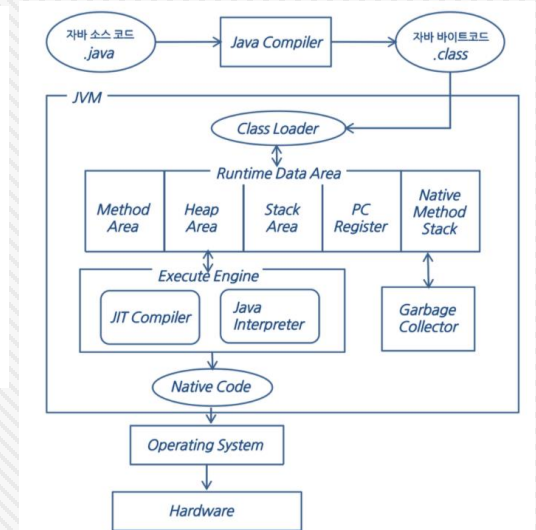 자바 소스 코드
.java
Java Compiler
자바 바이트코드
.class
JVM
Class Loader
Runtime Data Area
Method
Area
Heap
Area
Stack
Area
PC
Register
Native
Method
Stack
Execute Engine
JIT Compiler
Java
Interpreter
Garbage
Collector
Native Code
Operating System
Hardware